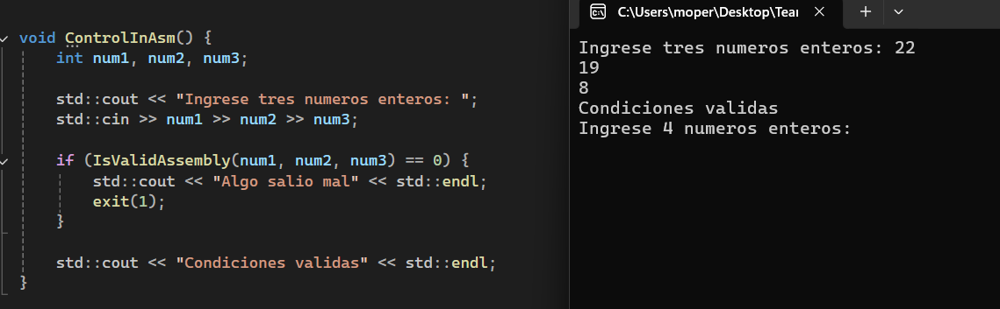 void ControlInAsm() {
int num1, num2, num3;
std::cout << "Ingrese tres numeros enteros: ";
std::cin >> num1 >> num2 >> num3;
if (IsValidAssembly(num1, num2, num3) == 0) {
std::cout << "Algo salio mal" << std::endl;
exit(1);
}
std::cout << "Condiciones validas" << std::endl;
}
C:\Users\moper\Desktop\Tear
Ingrese tres numeros enteros: 22
19
8
Condiciones validas
Ingrese 4 numeros enteros: